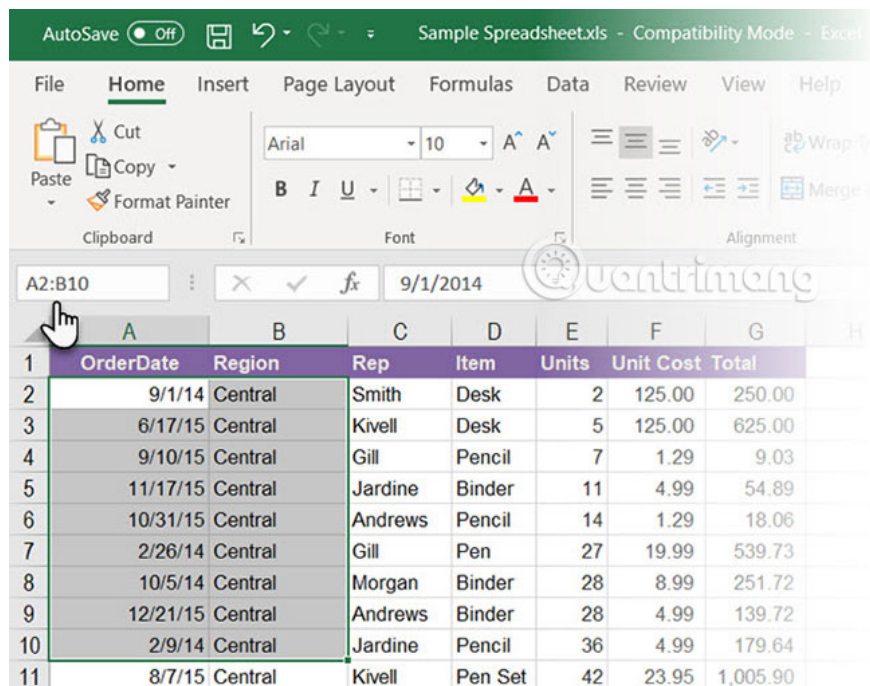 AutoSave Off Sample Spreadsheet.xls - Compatibility Mode - Excel
File Home Insert Page Layout Formulas Data Review View Help
Paste
Cut
Copy
Format Painter
Clipboard
Arial 10 A A
B I U A
Font
ab Wrap
Merge
Alignment
A2:B10 fx 9/1/2014
Quantrimang
A B C D E F G H
1 OrderDate Region Rep Item Units Unit Cost Total
2 9/1/14 Central Smith Desk 2 125.00 250.00
3 6/17/15 Central Kivell Desk 5 125.00 625.00
4 9/10/15 Central Gill Pencil 7 1.29 9.03
5 11/17/15 Central Jardine Binder 11 4.99 54.89
6 10/31/15 Central Andrews Pencil 14 1.29 18.06
7 2/26/14 Central Gill Pen 27 19.99 539.73
8 10/5/14 Central Morgan Binder 28 8.99 251.72
9 12/21/15 Central Andrews Binder 28 4.99 139.72
10 2/9/14 Central Jardine Pencil 36 4.99 179.64
11 8/7/15 Central Kivell Pen Set 42 23.95 1,005.90